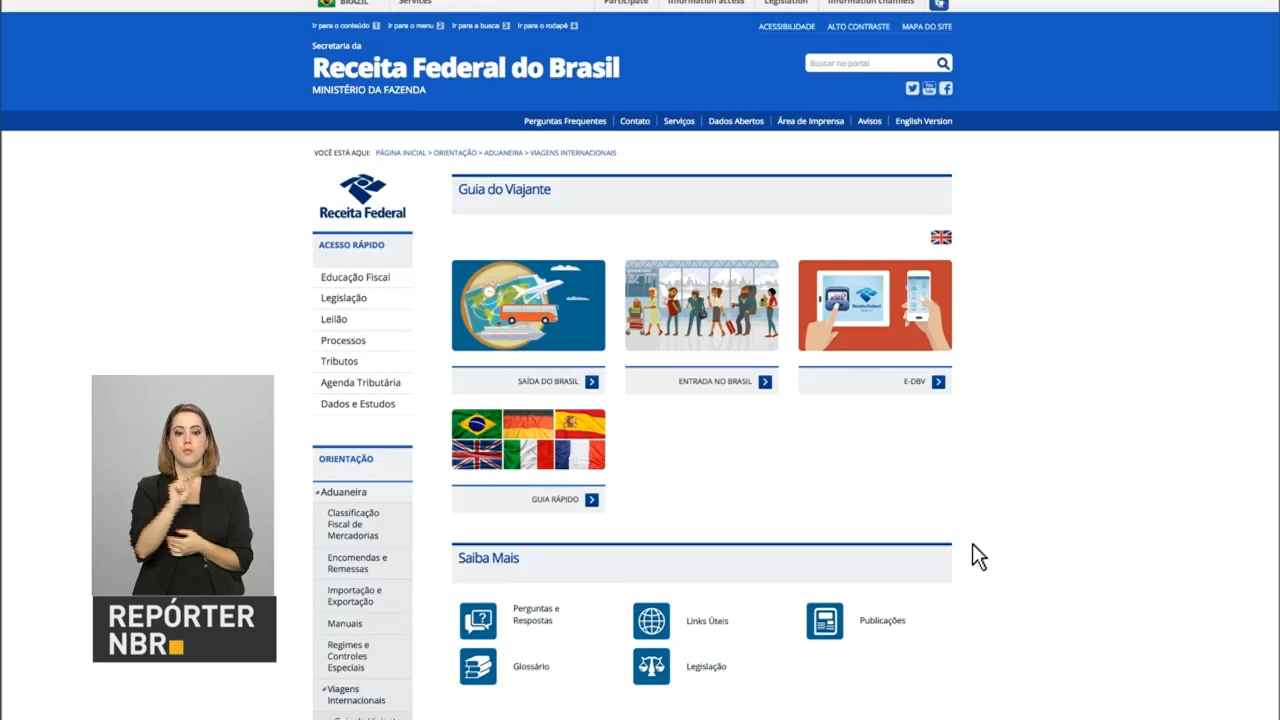 BRAZIL
Services
Participate
Information access
Legislation
Information channels
Ir para o conteúdo 1
Ir para o menu 2
Ir para a busca 3
Ir para o rodapé 4
ACESSIBILIDADE
ALTO CONTRASTE
MAPA DO SITE
Secretaria da
Receita Federal do Brasil
MINISTÉRIO DA FAZENDA
Buscar no portal
Perguntas Frequentes
Contato
Serviços
Dados Abertos
Área de Imprensa
Avisos
English Version
VOCÊ ESTÁ AQUI: PÁGINA INICIAL > ORIENTAÇÃO > ADUANEIRA > VIAGENS INTERNACIONAIS
Receita Federal
Guia do Viajante
ACESSO RÁPIDO
Educação Fiscal
Legislação
Leilão
Processos
Tributos
Agenda Tributária
Dados e Estudos
Receita Federal
SAÍDA DO BRASIL
ENTRADA NO BRASIL
E-DBV
GUIA RÁPIDO
ORIENTAÇÃO
Aduaneira
Classificação
Fiscal de
Mercadorias
Encomendas e
Remessas
Importação e
Exportação
Manuais
Regimes e
Controles
Especiais
Viagens
Internacionais
Saiba Mais
Perguntas e
Respostas
Links Úteis
Publicações
Glossário
Legislação
REPÓRTER
NBR